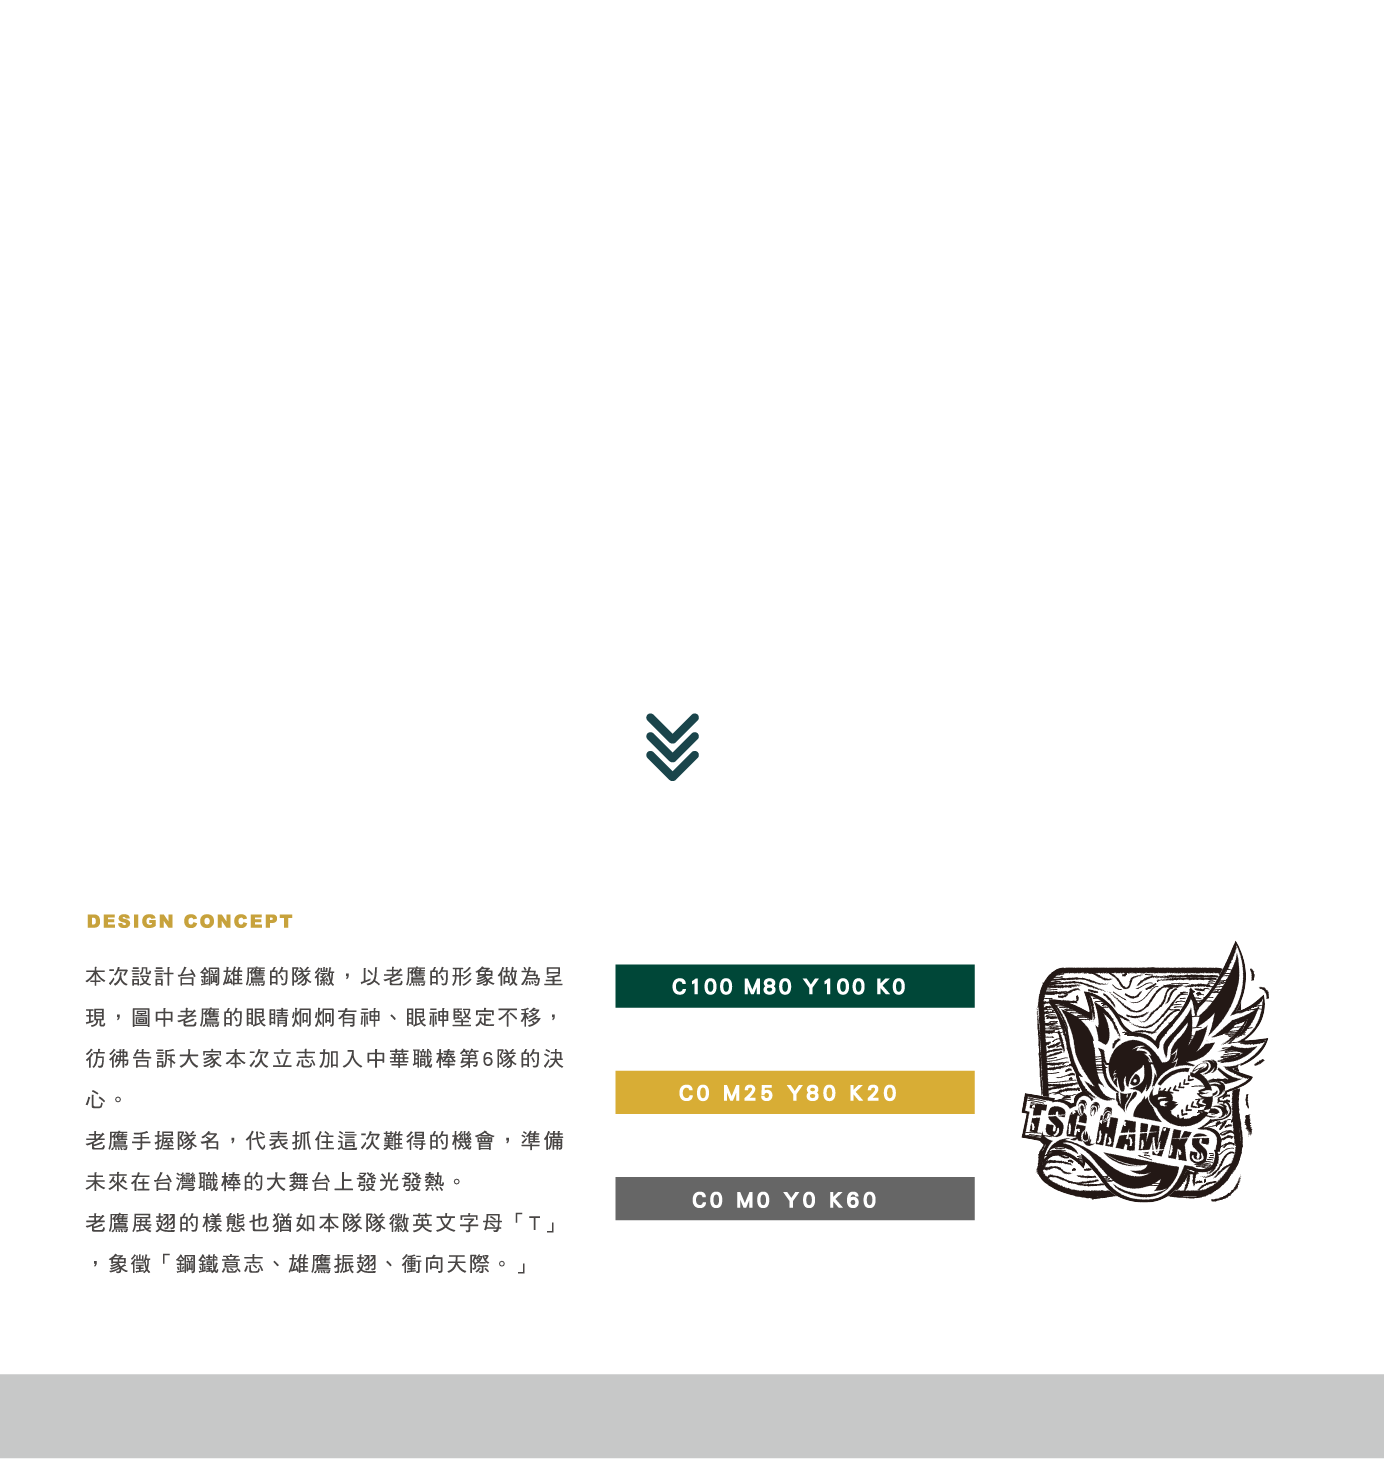 DESIGN CONCEPT
本次設計台鋼雄鷹的隊徽，以老鷹的形象做為呈
現，圖中老鷹的眼睛炯炯有神、眼神堅定不移，
彷彿告訴大家本次立志加入中華職棒第6隊的決
心。
老鷹手握隊名，代表抓住這次難得的機會，準備
未來在台灣職棒的大舞台上發光發熱。
老鷹展翅的樣態也猶如本隊隊徽英文字母「T」
，象徵「鋼鐵意志、雄鷹振翅、衝向天際。」
C100 M80 Y100 K0
C0 M25 Y80 K20
C0 M0 Y0 K60
TSG HAWKS